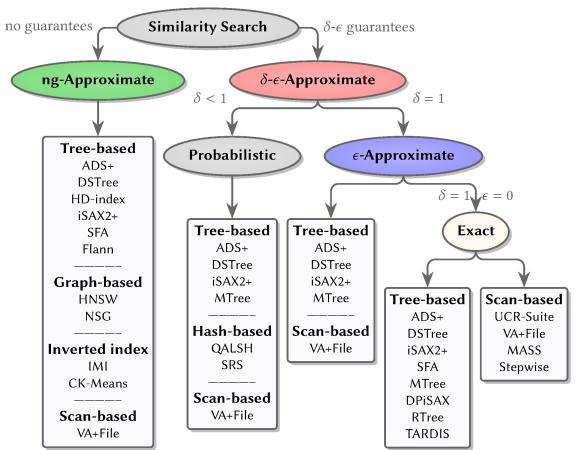 Similarity Search
no guarantees
δ-ϵ guarantees
ng-Approximate
δ-ϵ-Approximate
δ < 1
δ = 1
Probabilistic
ϵ-Approximate
δ = 1, ϵ = 0
Exact
Tree-based
ADS+
DSTree
HD-index
iSAX2+
SFA
Flann
—————–
Graph-based
HNSW
NSG
—————–
Inverted index
IMI
CK-Means
—————–
Scan-based
VA+File
Tree-based
ADS+
DSTree
iSAX2+
MTree
—————–
Hash-based
QALSH
SRS
—————–
Scan-based
VA+File
Tree-based
ADS+
DSTree
iSAX2+
MTree
—————–
Scan-based
VA+File
Tree-based
ADS+
DSTree
iSAX2+
SFA
MTree
DPiSAX
RTree
TARDIS
Scan-based
UCR-Suite
VA+File
MASS
Stepwise